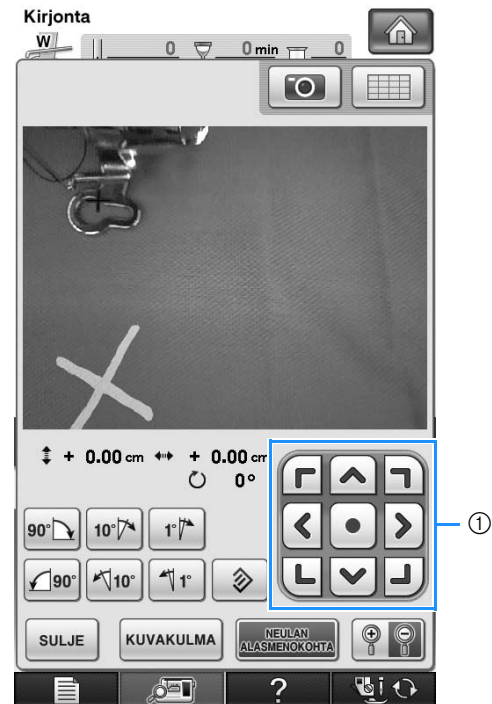 Kirjonta
W 0 0 min 0
+ 0.00 cm + 0.00 cm
0°
90° 10° 1°
90° 10° 1°
①
SULJE KUVAKULMA NEULAN ALASMENOKOHTA
?